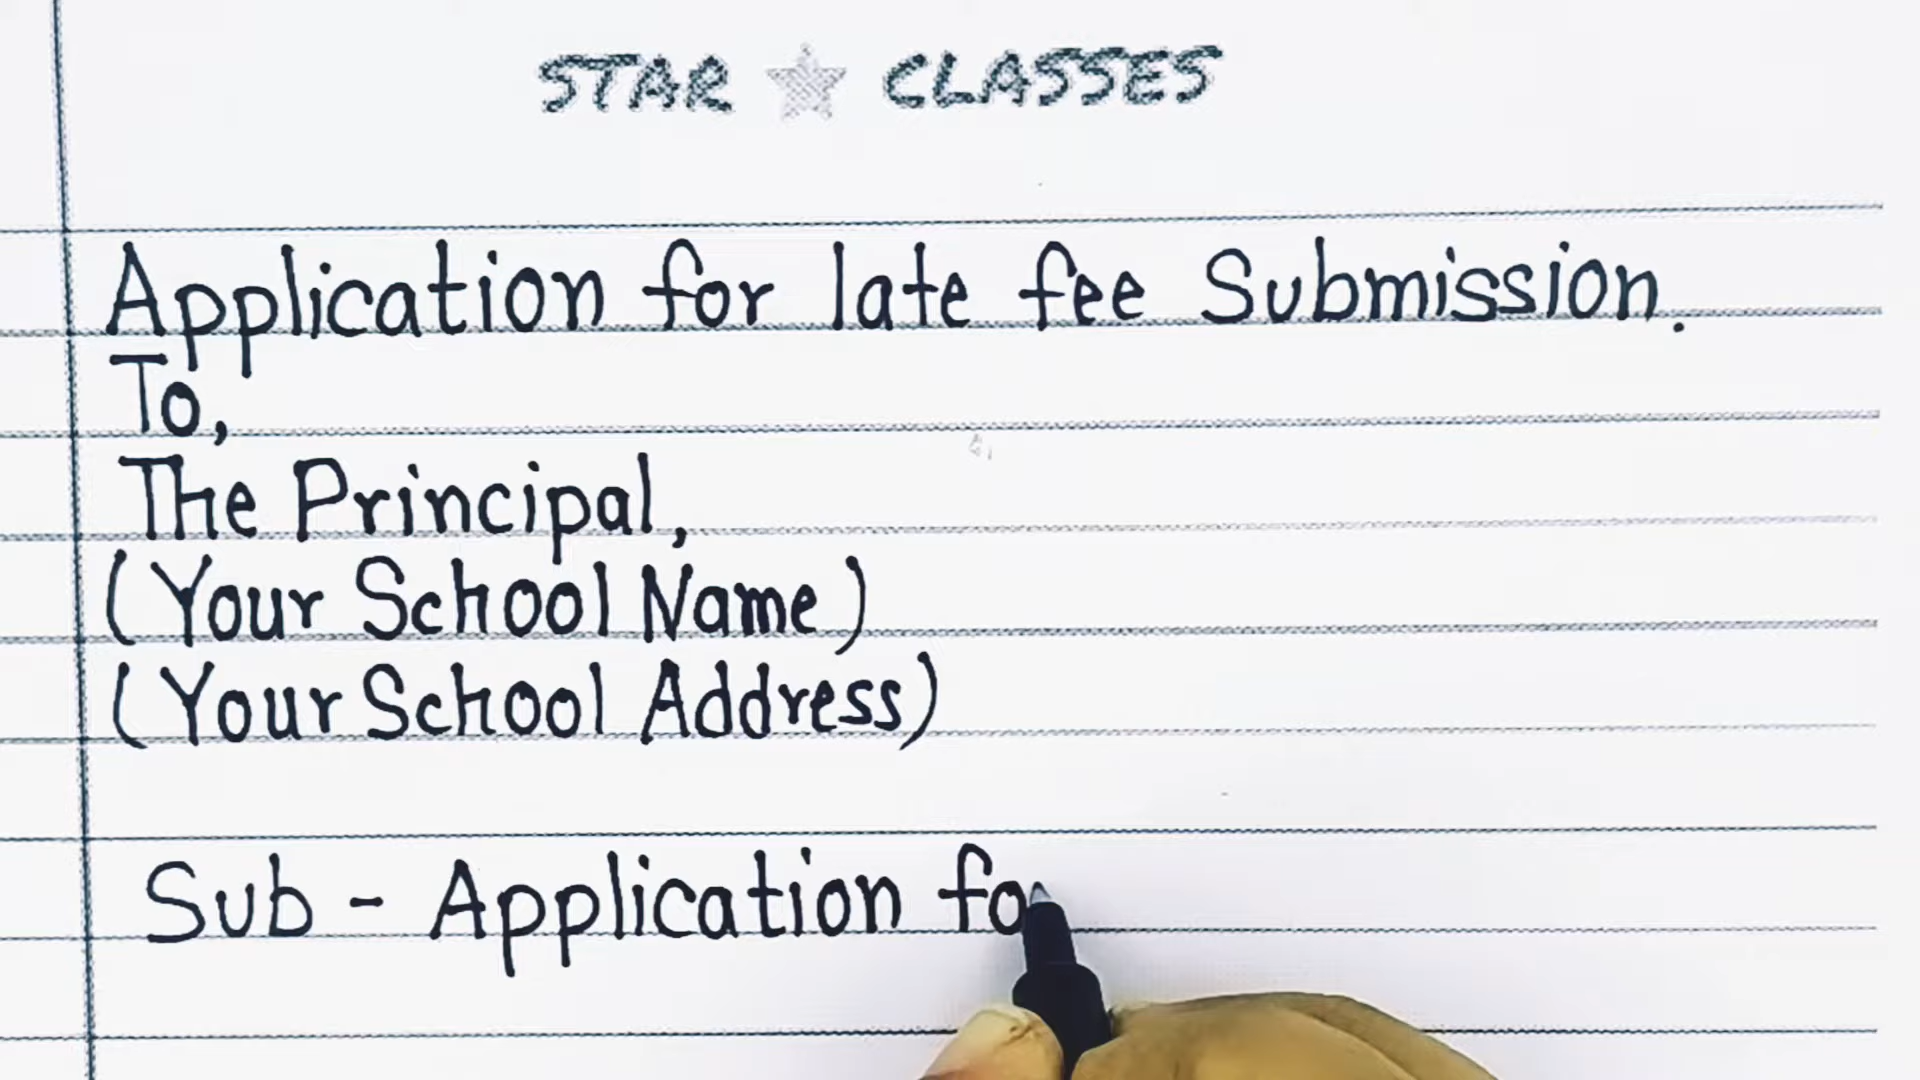 STAR CLASSES
Application for late fee Submission.
To,
The Principal,
(Your School Name)
(Your School Address)
Sub - Application fo